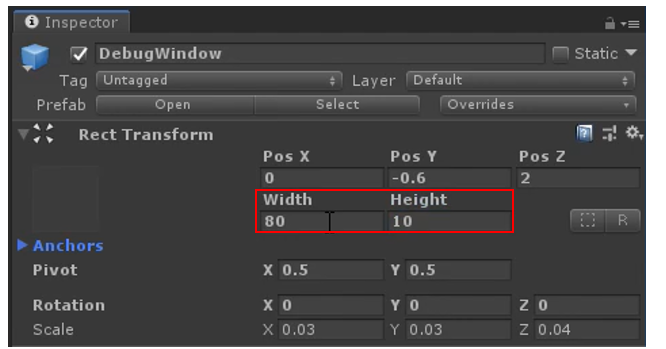 Inspector
DebugWindow Static
Tag Untagged Layer Default
Prefab Open Select Overrides
Rect Transform
Pos X Pos Y Pos Z
0 -0.6 2
Width Height
80 10 R
Anchors
Pivot X 0.5 Y 0.5
Rotation X 0 Y 0 Z 0
Scale X 0.03 Y 0.03 Z 0.04